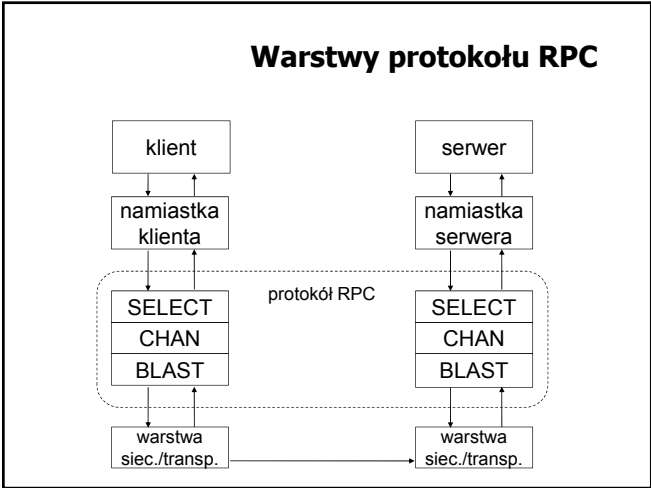 Warstwy protokołu RPC
klient
serwer
namiastka
klienta
namiastka
serwera
protokół RPC
SELECT
CHAN
BLAST
SELECT
CHAN
BLAST
warstwa
siec./transp.
warstwa
siec./transp.